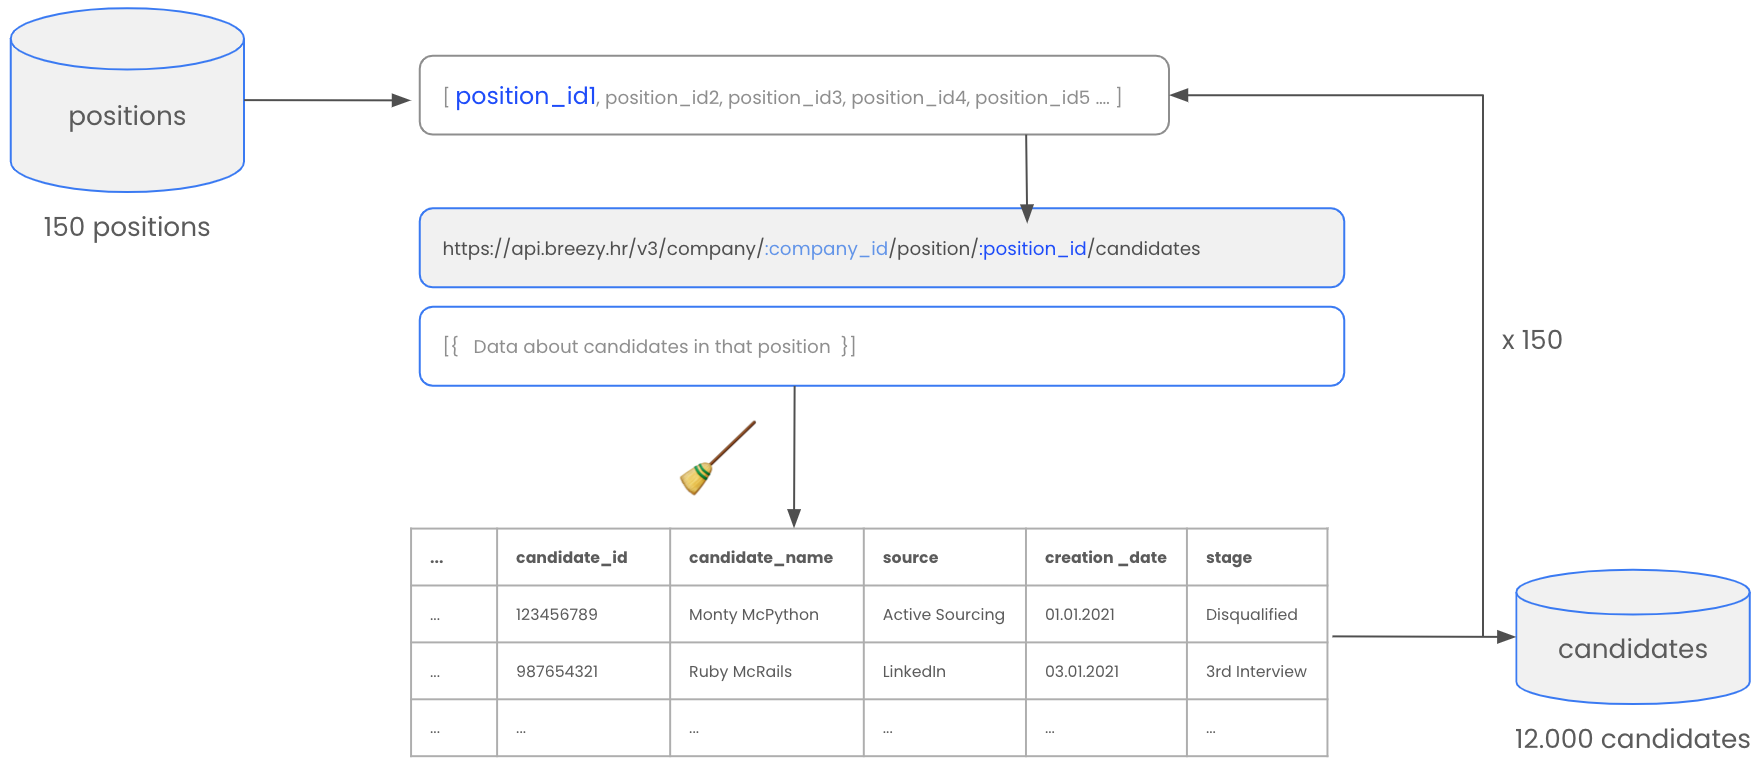 positions
150 positions
[ position_id1, position_id2, position_id3, position_id4, position_id5 .... ]
https://api.breezy.hr/v3/company/:company_id/position/:position_id/candidates
[{ Data about candidates in that position }]
x 150
... candidate_id candidate_name source creation _date stage
... 123456789 Monty McPython Active Sourcing 01.01.2021 Disqualified
... 987654321 Ruby McRails LinkedIn 03.01.2021 3rd Interview
... ... ... ... ... ...
candidates
12.000 candidates